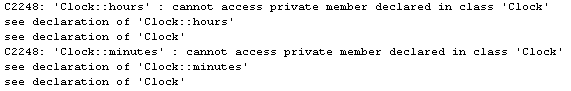 C2248: 'Clock::hours' : cannot access private member declared in class 'Clock'
see declaration of 'Clock::hours'
see declaration of 'Clock'
C2248: 'Clock::minutes' : cannot access private member declared in class 'Clock'
see declaration of 'Clock::minutes'
see declaration of 'Clock'